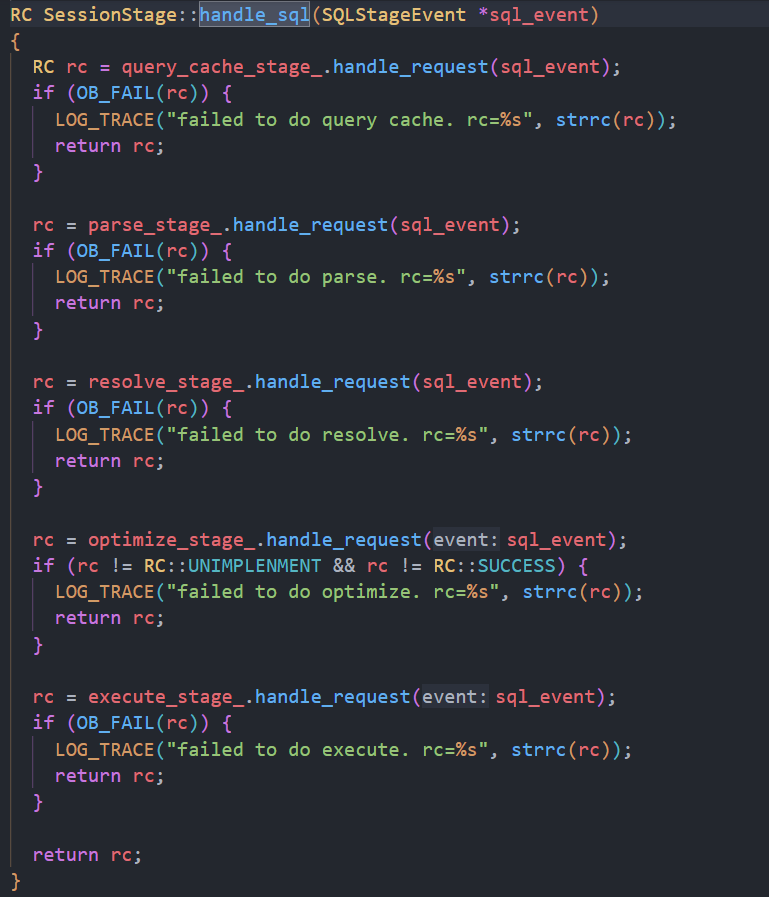 RC SessionStage::handle_sql(SQLStageEvent *sql_event)
{
  RC rc = query_cache_stage_.handle_request(sql_event);
  if (OB_FAIL(rc)) {
    LOG_TRACE("failed to do query cache. rc=%s", strrc(rc));
    return rc;
  }

  rc = parse_stage_.handle_request(sql_event);
  if (OB_FAIL(rc)) {
    LOG_TRACE("failed to do parse. rc=%s", strrc(rc));
    return rc;
  }

  rc = resolve_stage_.handle_request(sql_event);
  if (OB_FAIL(rc)) {
    LOG_TRACE("failed to do resolve. rc=%s", strrc(rc));
    return rc;
  }

  rc = optimize_stage_.handle_request(event: sql_event);
  if (rc != RC::UNIMPLENMENT && rc != RC::SUCCESS) {
    LOG_TRACE("failed to do optimize. rc=%s", strrc(rc));
    return rc;
  }

  rc = execute_stage_.handle_request(event: sql_event);
  if (OB_FAIL(rc)) {
    LOG_TRACE("failed to do execute. rc=%s", strrc(rc));
    return rc;
  }

  return rc;
}